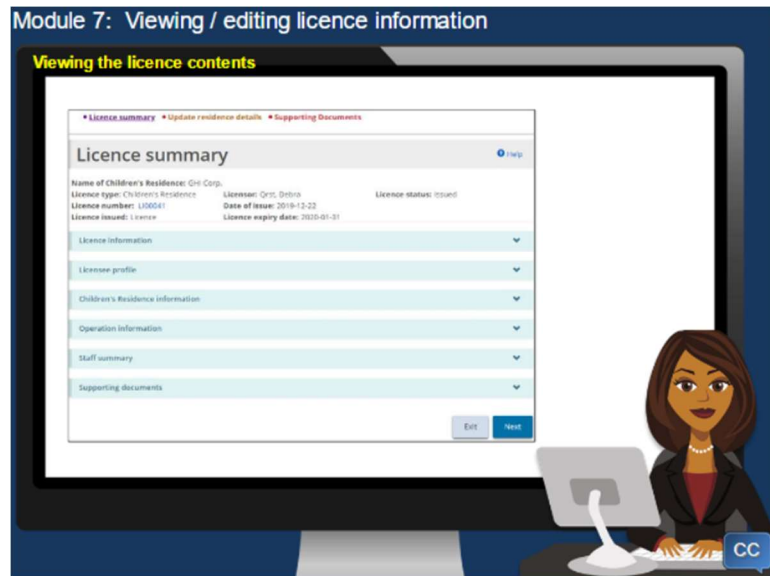 Module 7: Viewing / editing licence information
Viewing the licence contents
• Licence summary • Update residence details • Supporting Documents
Licence summary
Help
Name of Children's Residence: GHI Corp.
Licence type: Children's Residence Licensor: Qrst, Debra Licence status: Issued
Licence number: LI00041 Date of issue: 2019-12-22
Licence issued: License Licence expiry date: 2020-01-31
Licence information
Licensee profile
Children's Residence information
Operation information
Staff summary
Supporting documents
Exit Next
CC